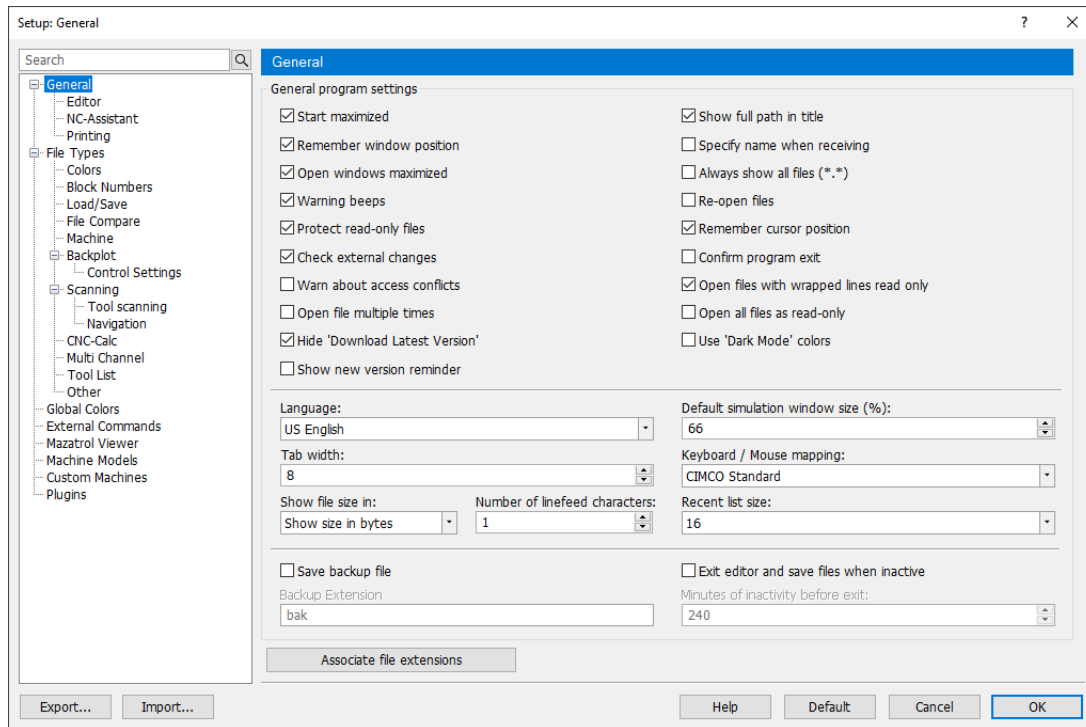 Setup: General
?
Search
General
Editor
NC-Assistant
Printing
File Types
Colors
Block Numbers
Load/Save
File Compare
Machine
Backplot
Control Settings
Scanning
Tool scanning
Navigation
CNC-Calc
Multi Channel
Tool List
Other
Global Colors
External Commands
Mazatrol Viewer
Machine Models
Custom Machines
Plugins
General
General program settings
Start maximized
Show full path in title
Remember window position
Specify name when receiving
Open windows maximized
Always show all files (*.*)
Warning beeps
Re-open files
Protect read-only files
Remember cursor position
Check external changes
Confirm program exit
Warn about access conflicts
Open files with wrapped lines read only
Open file multiple times
Open all files as read-only
Hide 'Download Latest Version'
Use 'Dark Mode' colors
Show new version reminder
Language:
Default simulation window size (%):
US English
66
Tab width:
Keyboard / Mouse mapping:
8
CIMCO Standard
Show file size in:
Number of linefeed characters:
Recent list size:
Show size in bytes
1
16
Save backup file
Exit editor and save files when inactive
Backup Extension
Minutes of inactivity before exit:
bak
240
Associate file extensions
Export...
Import...
Help
Default
Cancel
OK